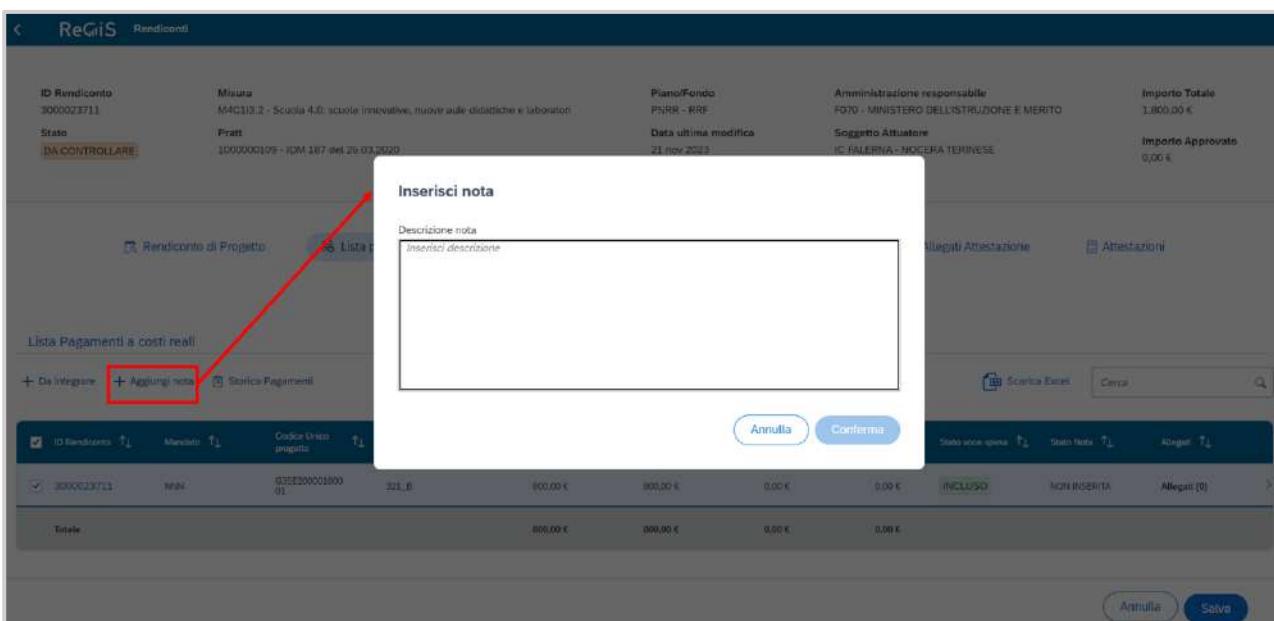 ReGiS Rendiconti
ID Rendiconto Misura Piano/Fondo Amministrazione responsabile Importo Totale
3000023711 M4C1I3.2 - Scuola 4.0: scuole innovative, nuove aule didattiche e laboratori PNRR - RRF F070 - MINISTERO DELL'ISTRUZIONE E MERITO 1.800,00 €
Stato Pratt Data ultima modifica Soggetto Attuatore Importo Approvato
DA CONTROLLARE 1000000109 - IDM 187 del 26.03.2020 21 nov 2023 IC FALERNA - NOCERA TERINESE 0,00 €
Inserisci nota
Descrizione nota
Inserisci descrizione
Rendiconto di Progetto Lista Allegati Attestazione Attestazioni
Lista Pagamenti a costi reali
+ Da integrare + Aggiungi nota Storico Pagamenti Scarica Excel Cerca
Annulla Conferma
ID Rendiconto Mandato Codice Unico progetto Stato voce spesa Stato Nota Allegati
3000023711 321_B 800,00 € 800,00 € 0,00 € 0,00 € INCLUSO NON INSERITA Allegati (0)
Totale 800,00 € 800,00 € 0,00 € 0,00 €
Annulla Salva